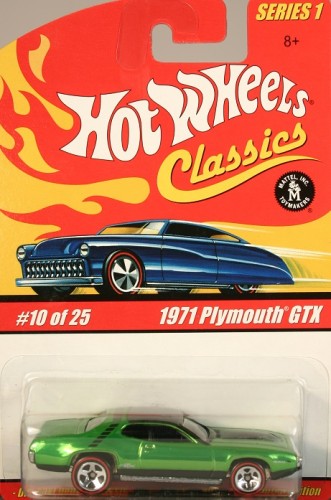 SERIES 1
8+
Hot Wheels
Classics
MATTEL, INC.
M
TOYMAKERS
#10 of 25
1971 Plymouth® GTX